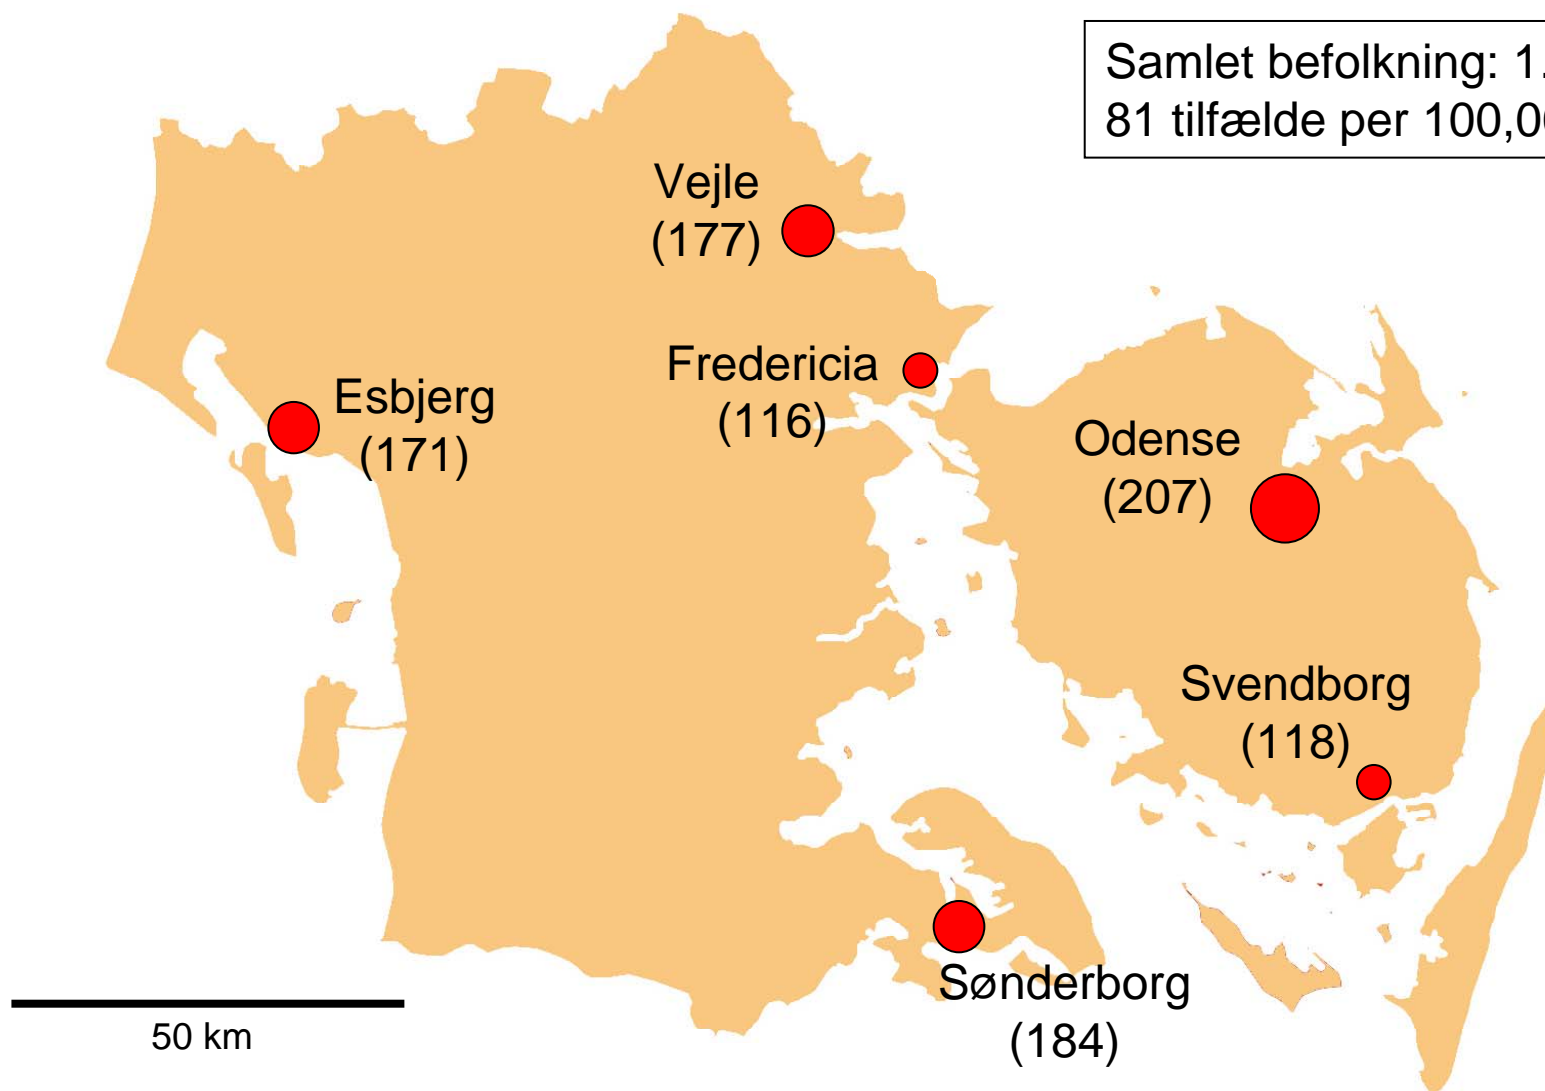 Samlet befolkning: 1.
81 tilfælde per 100,00
Vejle
(177)
Fredericia
(116)
Esbjerg
(171)
Odense
(207)
Svendborg
(118)
Sønderborg
(184)
50 km